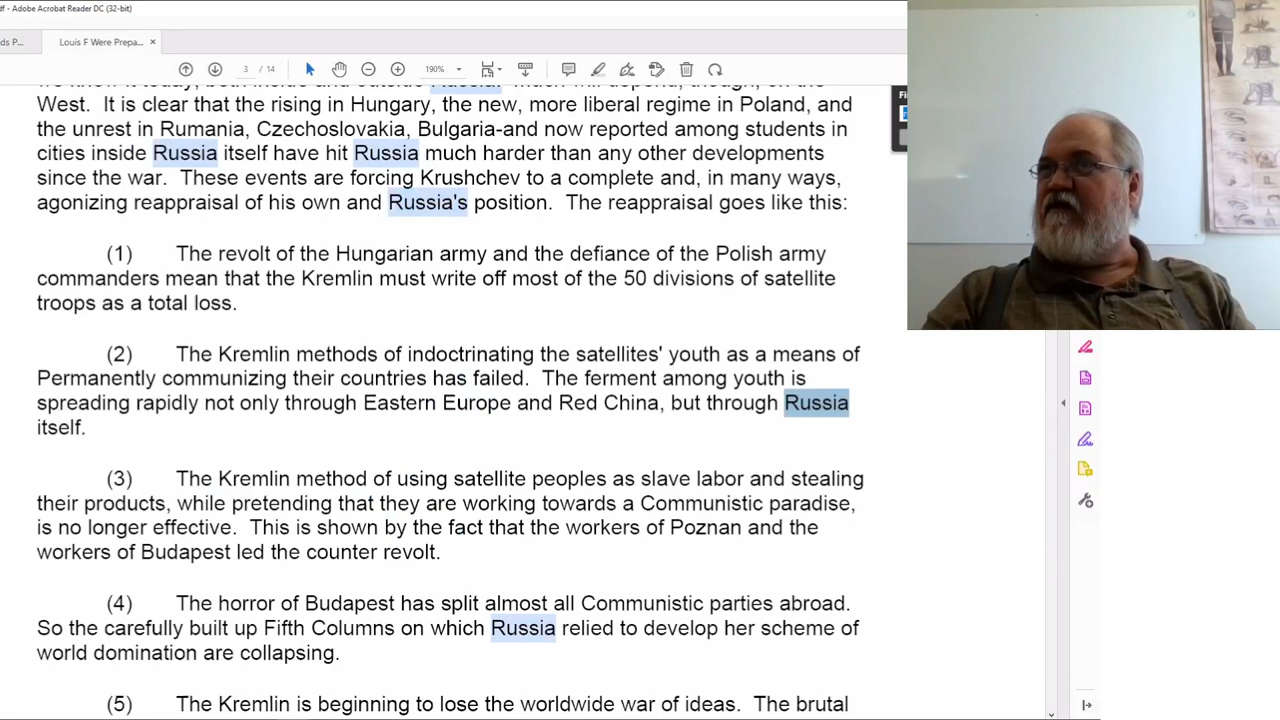 df - Adobe Acrobat Reader DC (32-bit)
ds P...
Louis F Were Prepa...
3 / 14
190%
West. It is clear that the rising in Hungary, the new, more liberal regime in Poland, and
the unrest in Rumania, Czechoslovakia, Bulgaria-and now reported among students in
cities inside Russia itself have hit Russia much harder than any other developments
since the war. These events are forcing Krushchev to a complete and, in many ways,
agonizing reappraisal of his own and Russia's position. The reappraisal goes like this:
(1) The revolt of the Hungarian army and the defiance of the Polish army
commanders mean that the Kremlin must write off most of the 50 divisions of satellite
troops as a total loss.
(2) The Kremlin methods of indoctrinating the satellites' youth as a means of
Permanently communizing their countries has failed. The ferment among youth is
spreading rapidly not only through Eastern Europe and Red China, but through Russia
itself.
(3) The Kremlin method of using satellite peoples as slave labor and stealing
their products, while pretending that they are working towards a Communistic paradise,
is no longer effective. This is shown by the fact that the workers of Poznan and the
workers of Budapest led the counter revolt.
(4) The horror of Budapest has split almost all Communistic parties abroad.
So the carefully built up Fifth Columns on which Russia relied to develop her scheme of
world domination are collapsing.
(5) The Kremlin is beginning to lose the worldwide war of ideas. The brutal